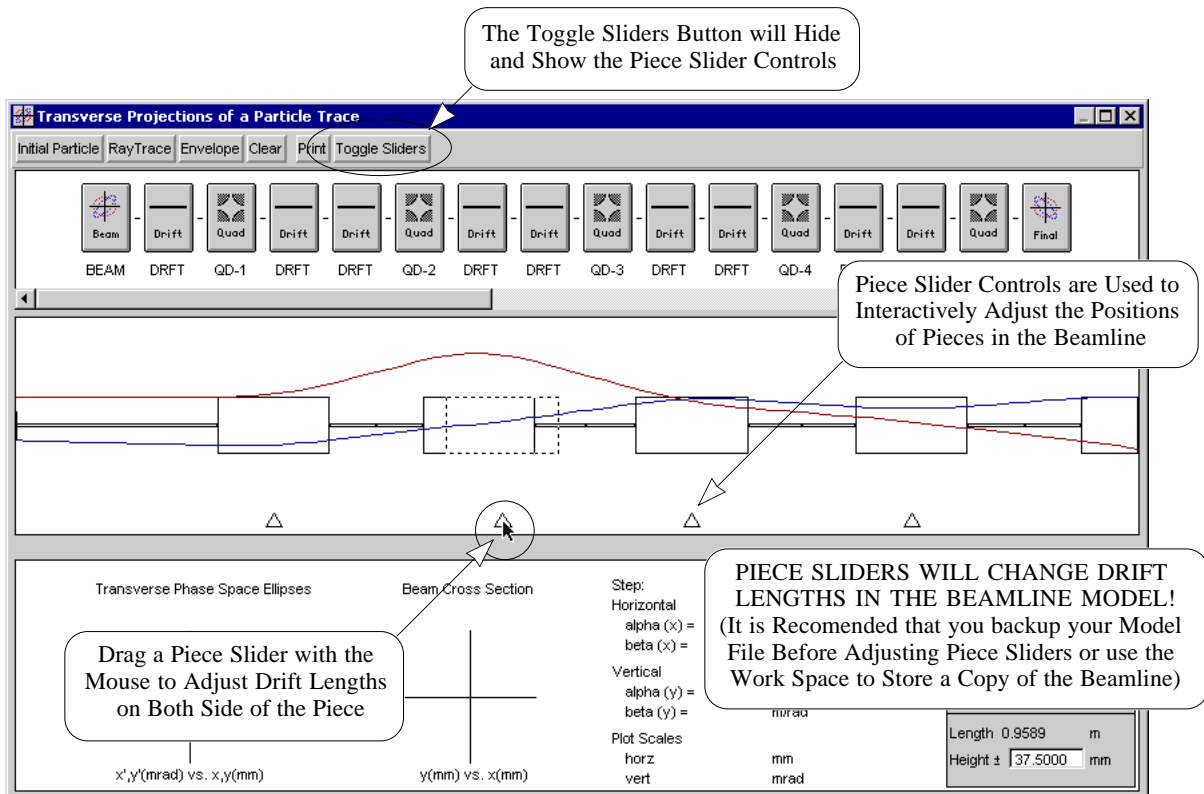 The Toggle Sliders Button will Hide
and Show the Piece Slider Controls
Transverse Projections of a Particle Trace
Initial Particle RayTrace Envelope Clear Print Toggle Sliders
Beam Drift Quad Drift Drift Quad Drift Drift Quad Drift Drift Quad Drift Drift Quad Final
BEAM DRFT QD-1 DRFT DRFT QD-2 DRFT DRFT QD-3 DRFT DRFT QD-4
Piece Slider Controls are Used to
Interactively Adjust the Positions
of Pieces in the Beamline
Transverse Phase Space Ellipses
x',y'(mrad) vs. x,y(mm)
Beam Cross Section
y(mm) vs. x(mm)
Drag a Piece Slider with the
Mouse to Adjust Drift Lengths
on Both Side of the Piece
Step:
Horizontal
alpha (x) =
beta (x) =
Vertical
alpha (y) =
beta (y) = m/rad
Plot Scales
horz mm
vert mrad
PIECE SLIDERS WILL CHANGE DRIFT
LENGTHS IN THE BEAMLINE MODEL!
(It is Recomended that you backup your Model
File Before Adjusting Piece Sliders or use the
Work Space to Store a Copy of the Beamline)
Length 0.9589 m
Height ± 37.5000 mm